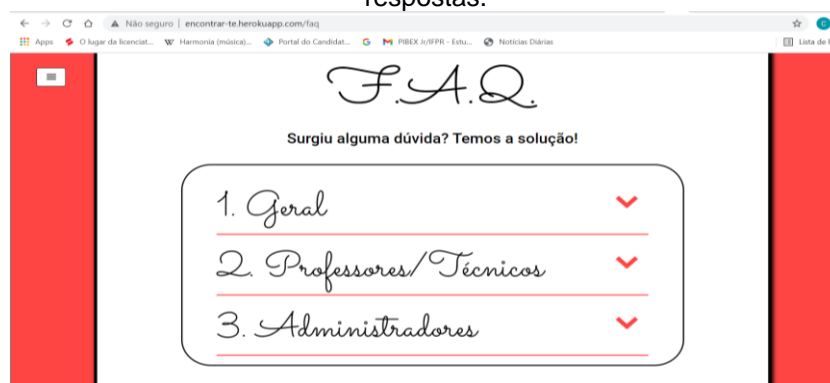 respostas.
Não seguro | encontrar-te.herokuapp.com/faq
Apps O lugar da licenciat... W Harmonia (música)... Portal do Candidat... G M PIBEX Jr/IFPR - Estu... Notícias Diárias Lista de l
F.A.Q.
Surgiu alguma dúvida? Temos a solução!
1. Geral
2. Professores/Técnicos
3. Administradores